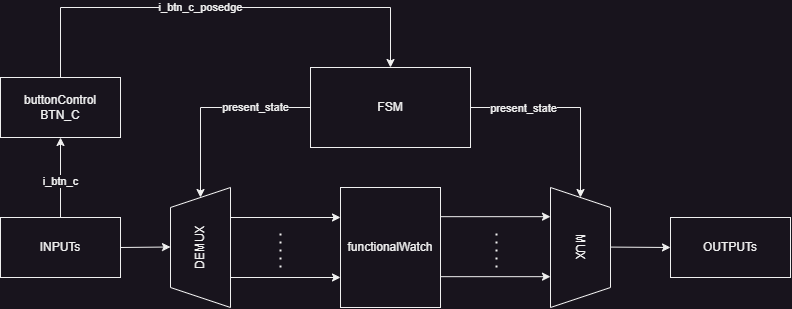 i_btn_c_posedge
buttonControl
BTN_C
FSM
present_state
present_state
i_btn_c
INPUTs
DEMUX
functionalWatch
MUX
OUTPUTs